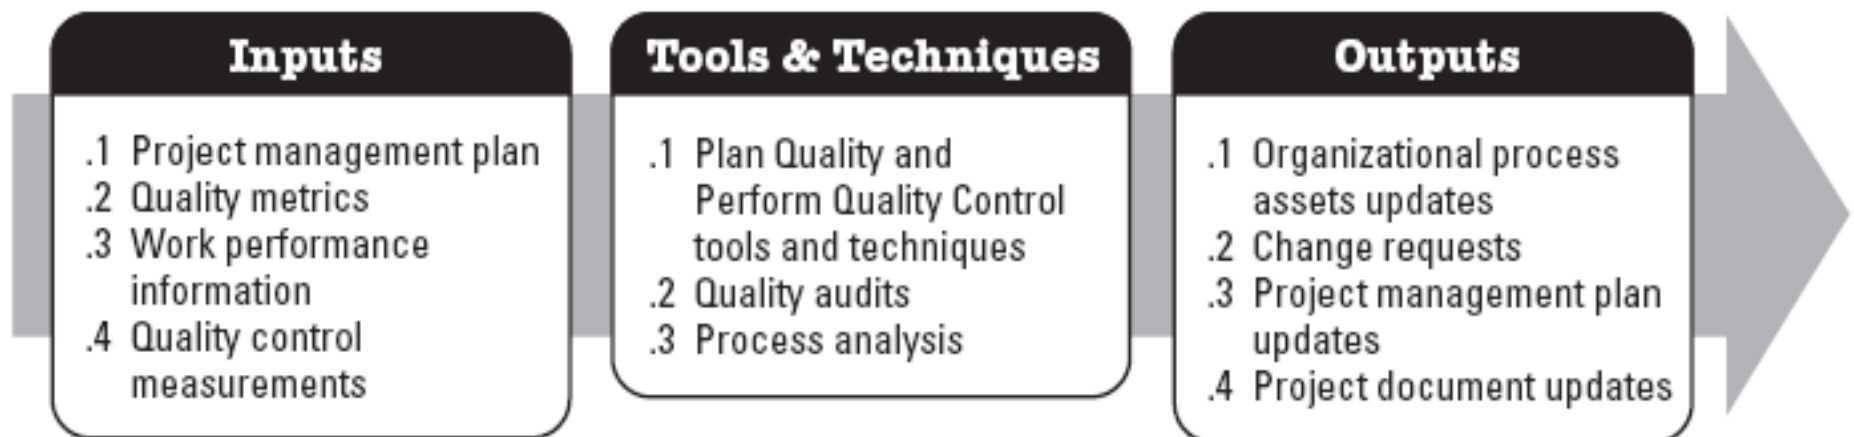 Inputs
.1 Project management plan
.2 Quality metrics
.3 Work performance
information
.4 Quality control
measurements
Tools & Techniques
.1 Plan Quality and
Perform Quality Control
tools and techniques
.2 Quality audits
.3 Process analysis
Outputs
.1 Organizational process
assets updates
.2 Change requests
.3 Project management plan
updates
.4 Project document updates